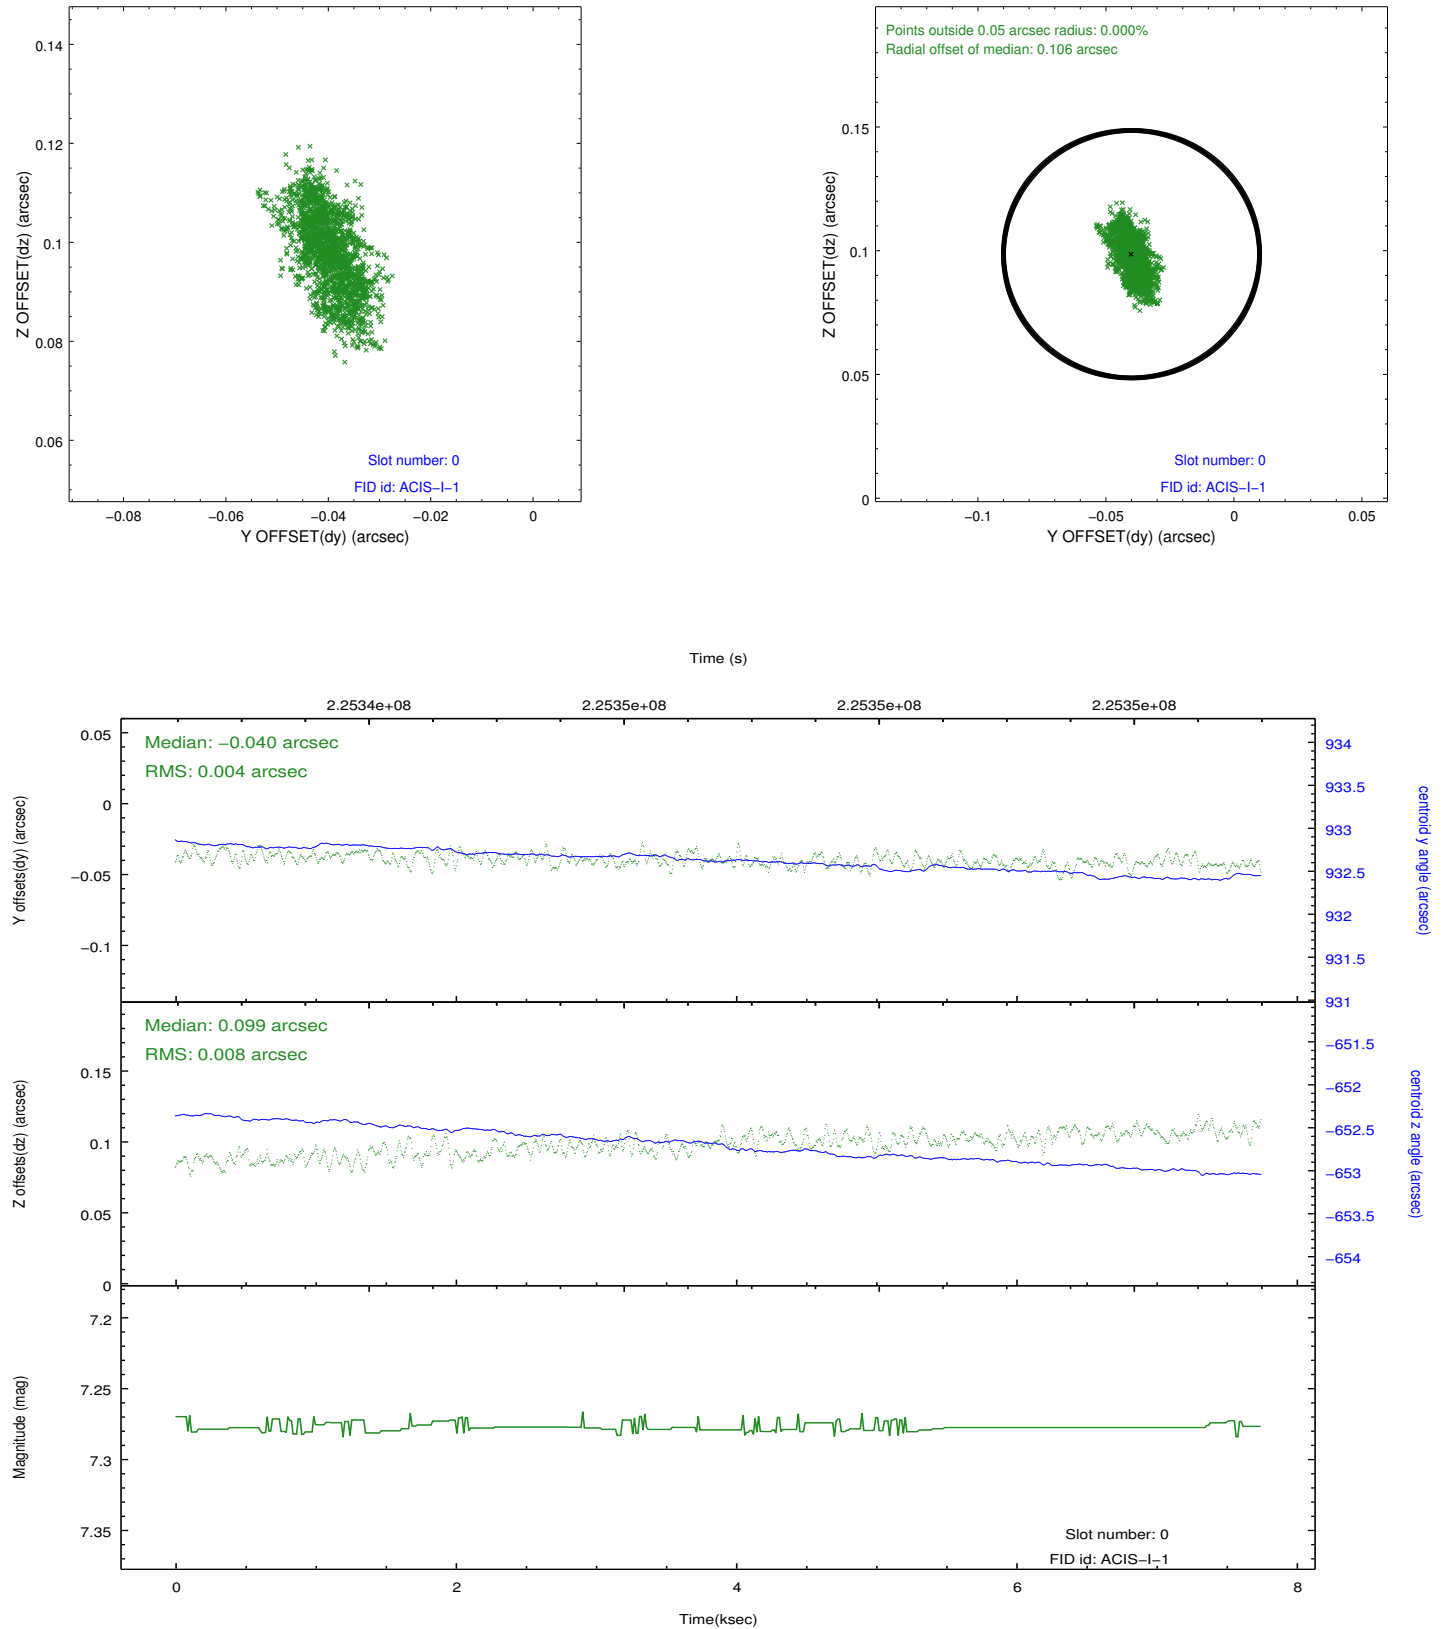 0.14
0.12
0.1
0.08
0.06
Z OFFSET(dz) (arcsec)
Slot number: 0
FID id: ACIS−I−1
−0.08
−0.06
−0.04
−0.02
0
Y OFFSET(dy) (arcsec)
Points outside 0.05 arcsec radius: 0.000%
Radial offset of median: 0.106 arcsec
0.15
0.1
0.05
0
Z OFFSET(dz) (arcsec)
Slot number: 0
FID id: ACIS−I−1
−0.1
−0.05
0
0.05
Y OFFSET(dy) (arcsec)
Time (s)
2.2534e+08
2.2535e+08
2.2535e+08
2.2535e+08
Median: −0.040 arcsec
RMS: 0.004 arcsec
0.05
0
−0.05
−0.1
Y offsets(dy) (arcsec)
934
933.5
933
932.5
932
931.5
931
centroid y angle (arcsec)
Median: 0.099 arcsec
RMS: 0.008 arcsec
0.15
0.1
0.05
0
Z offsets(dz) (arcsec)
−651.5
−652
−652.5
−653
−653.5
−654
centroid z angle (arcsec)
7.2
7.25
7.3
7.35
Magnitude (mag)
Slot number: 0
FID id: ACIS−I−1
0
2
4
6
8
Time(ksec)